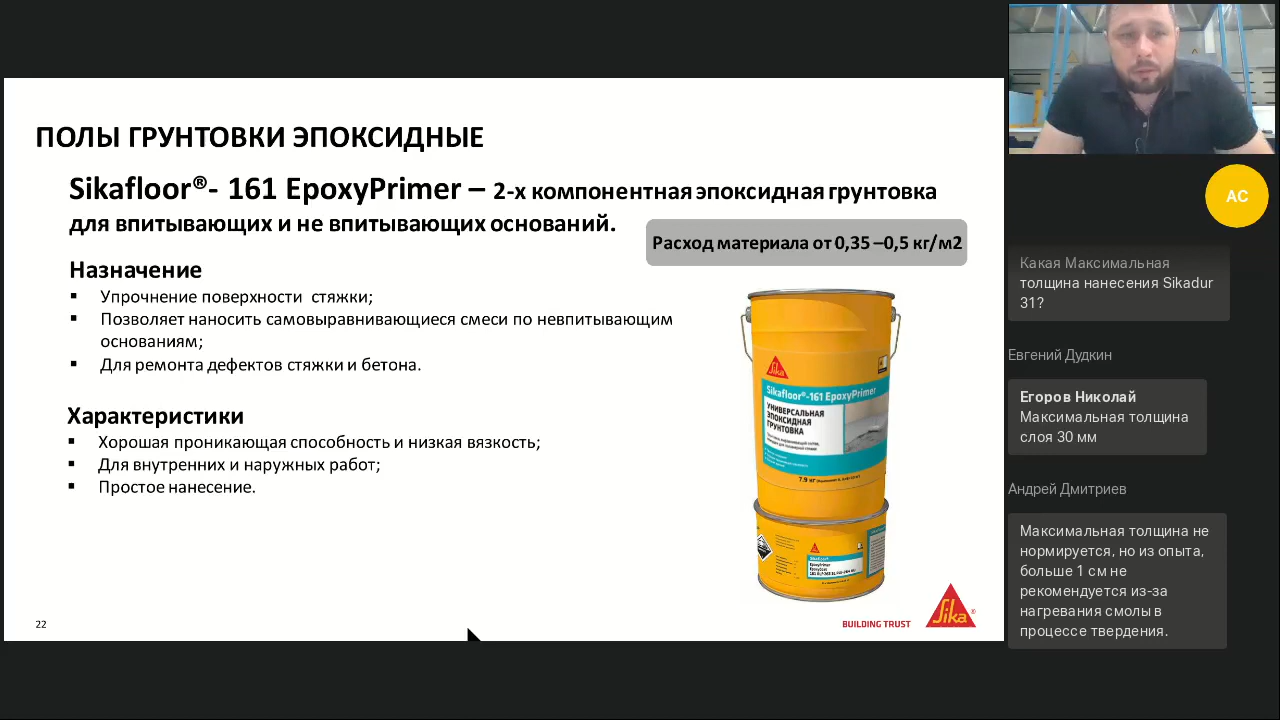 ПОЛЫ ГРУНТОВКИ ЭПОКСИДНЫЕ
Sikafloor®- 161 EpoxyPrimer – 2-х компонентная эпоксидная грунтовка
для впитывающих и не впитывающих оснований.
Расход материала от 0,35 –0,5 кг/м2
Назначение
▪ Упрочнение поверхности стяжки;
▪ Позволяет наносить самовыравнивающиеся смеси по невпитывающим
основаниям;
▪ Для ремонта дефектов стяжки и бетона.
Характеристики
▪ Хорошая проникающая способность и низкая вязкость;
▪ Для внутренних и наружных работ;
▪ Простое нанесение.
Sika
Sikafloor®-161 EpoxyPrimer
УНИВЕРСАЛЬНАЯ
ЭПОКСИДНАЯ
ГРУНТОВКА
7.9 кг
22
BUILDING TRUST
Sika®
АС
Какая Максимальная
толщина нанесения Sikadur
31?
Евгений Дудкин
Егоров Николай
Максимальная толщина
слоя 30 мм
Андрей Дмитриев
Максимальная толщина не
нормируется, но из опыта,
больше 1 см не
рекомендуется из-за
нагревания смолы в
процессе твердения.